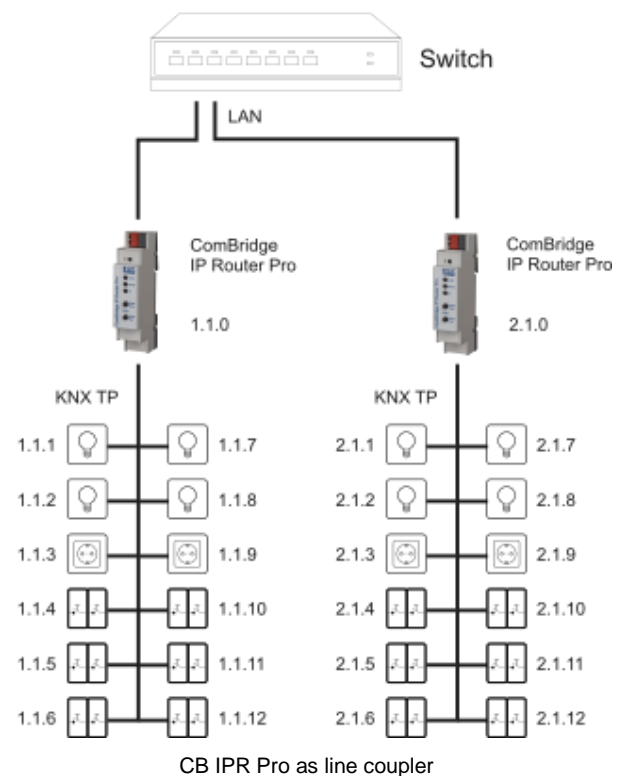 Switch
LAN
ComBridge
IP Router Pro
1.1.0
ComBridge
IP Router Pro
2.1.0
KNX TP
KNX TP
1.1.1
1.1.7
2.1.1
2.1.7
1.1.2
1.1.8
2.1.2
2.1.8
1.1.3
1.1.9
2.1.3
2.1.9
1.1.4
1.1.10
2.1.4
2.1.10
1.1.5
1.1.11
2.1.5
2.1.11
1.1.6
1.1.12
2.1.6
2.1.12
CB IPR Pro as line coupler